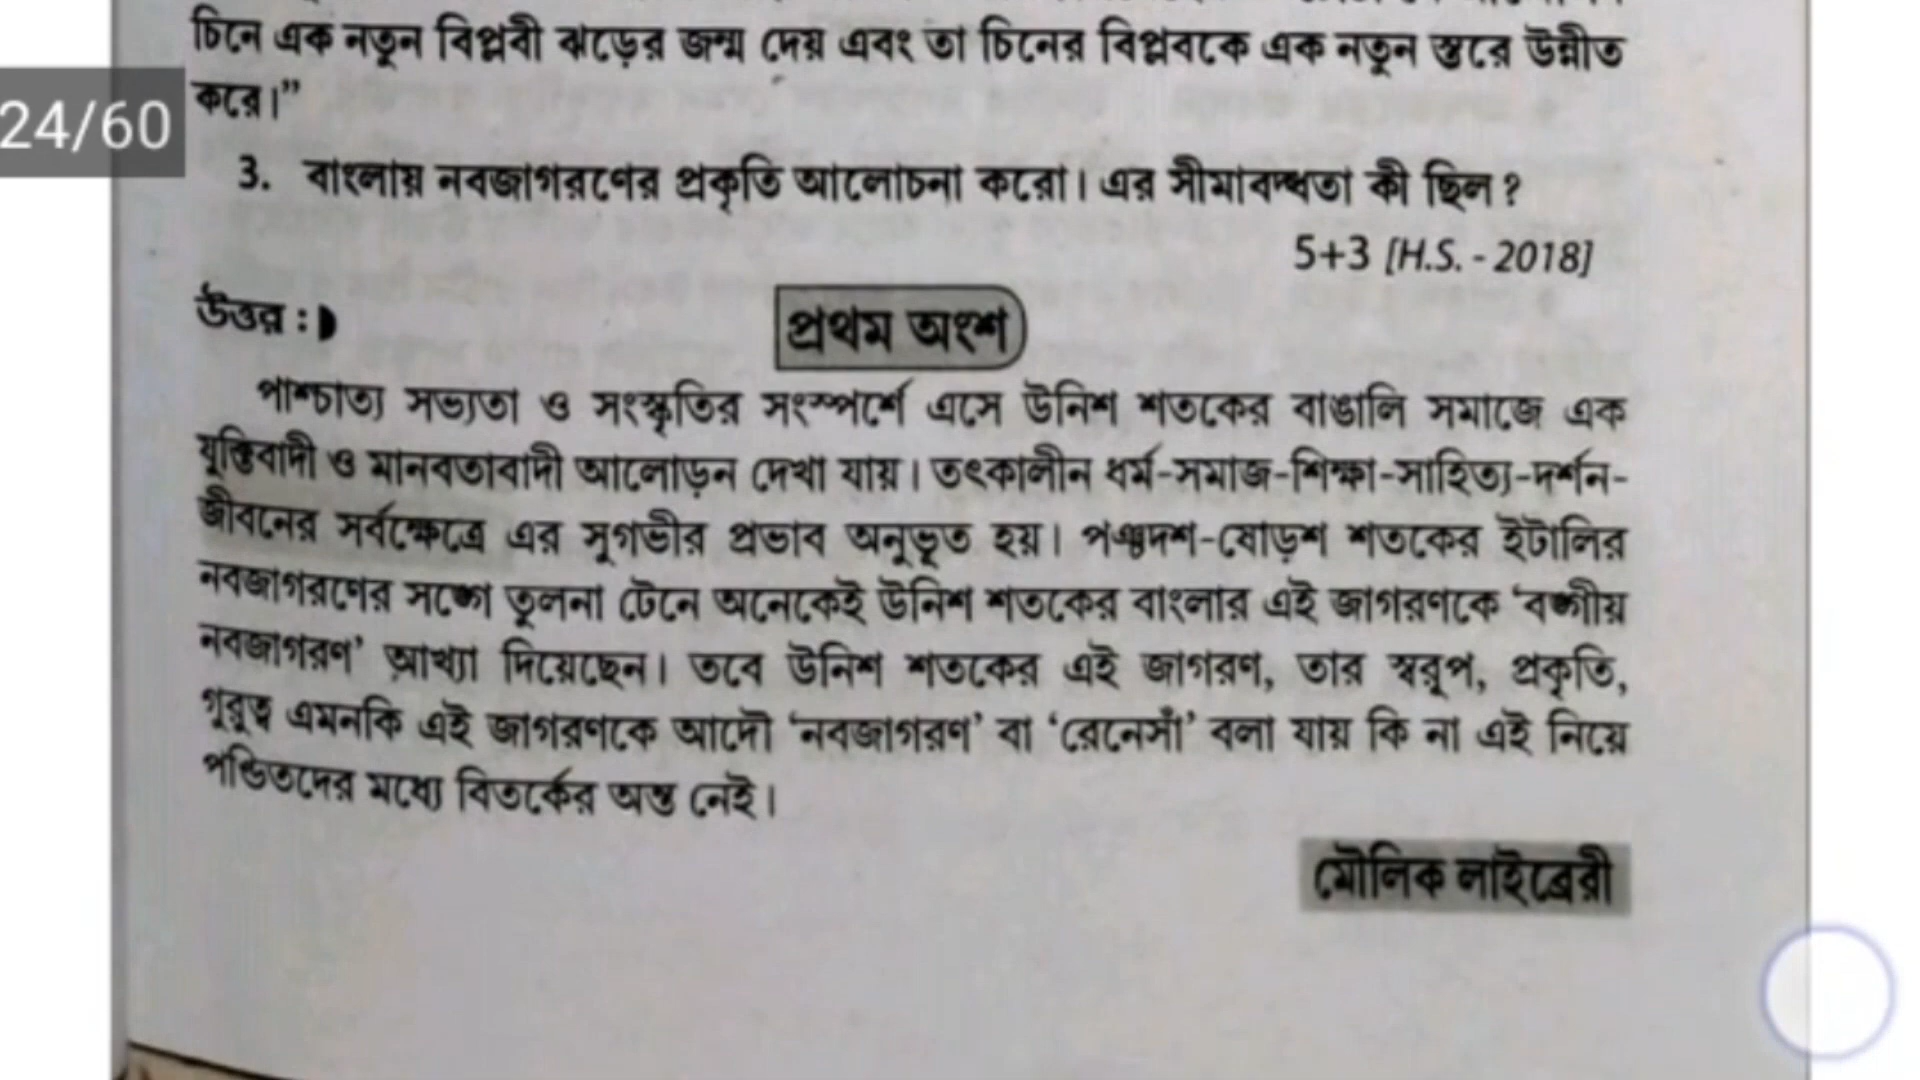 চিনে এক নতুন বিপ্লবী ঝড়ের জন্ম দেয় এবং তা চিনের বিপ্লবকে এক নতুন স্তরে উন্নীত
করে।”
24/60
3. বাংলায় নবজাগরণের প্রকৃতি আলোচনা করো। এর সীমাবদ্ধতা কী ছিল ?
5+3 [H.S. - 2018]
উত্তর :
প্রথম অংশ
পাশ্চাত্য সভ্যতা ও সংস্কৃতির সংস্পর্শে এসে উনিশ শতকের বাঙালি সমাজে এক
যুক্তিবাদী ও মানবতাবাদী আলোড়ন দেখা যায়। তৎকালীন ধর্ম-সমাজ-শিক্ষা-সাহিত্য-দর্শন-
জীবনের সর্বক্ষেত্রে এর সুগভীর প্রভাব অনুভূত হয়। পঞ্চদশ-ষোড়শ শতকের ইটালির
নবজাগরণের সঙ্গে তুলনা টেনে অনেকেই উনিশ শতকের বাংলার এই জাগরণকে ‘বঙ্গীয়
নবজাগরণ’ আখ্যা দিয়েছেন। তবে উনিশ শতকের এই জাগরণ, তার স্বরূপ, প্রকৃতি,
গুরুত্ব এমনকি এই জাগরণকে আদৌ ‘নবজাগরণ’ বা ‘রেনেসাঁ’ বলা যায় কি না এই নিয়ে
পণ্ডিতদের মধ্যে বিতর্কের অন্ত নেই।
মৌলিক লাইব্রেরী